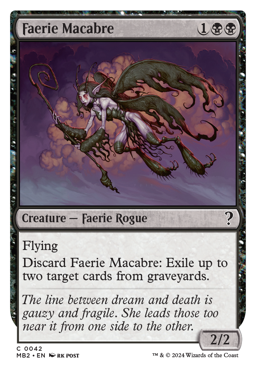 Faerie Macabre 1
Creature — Faerie Rogue ?
Flying
Discard Faerie Macabre: Exile up to
two target cards from graveyards.
The line between dream and death is
gauzy and fragile. She leads those too
near it from one side to the other.
2/2
C 0042
MB2 • EN RK POST ™ & © 2024 Wizards of the Coast